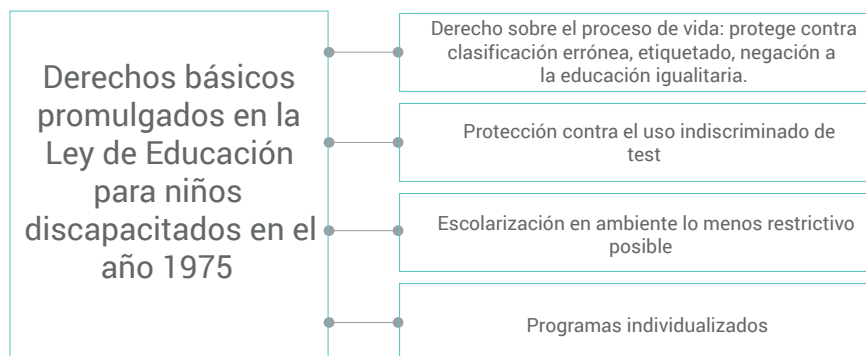 Derechos básicos
promulgados en la
Ley de Educación
para niños
discapacitados en el
año 1975
Derecho sobre el proceso de vida: protege contra
clasificación errónea, etiquetado, negación a
la educación igualitaria.
Protección contra el uso indiscriminado de
test
Escolarización en ambiente lo menos restrictivo
posible
Programas individualizados